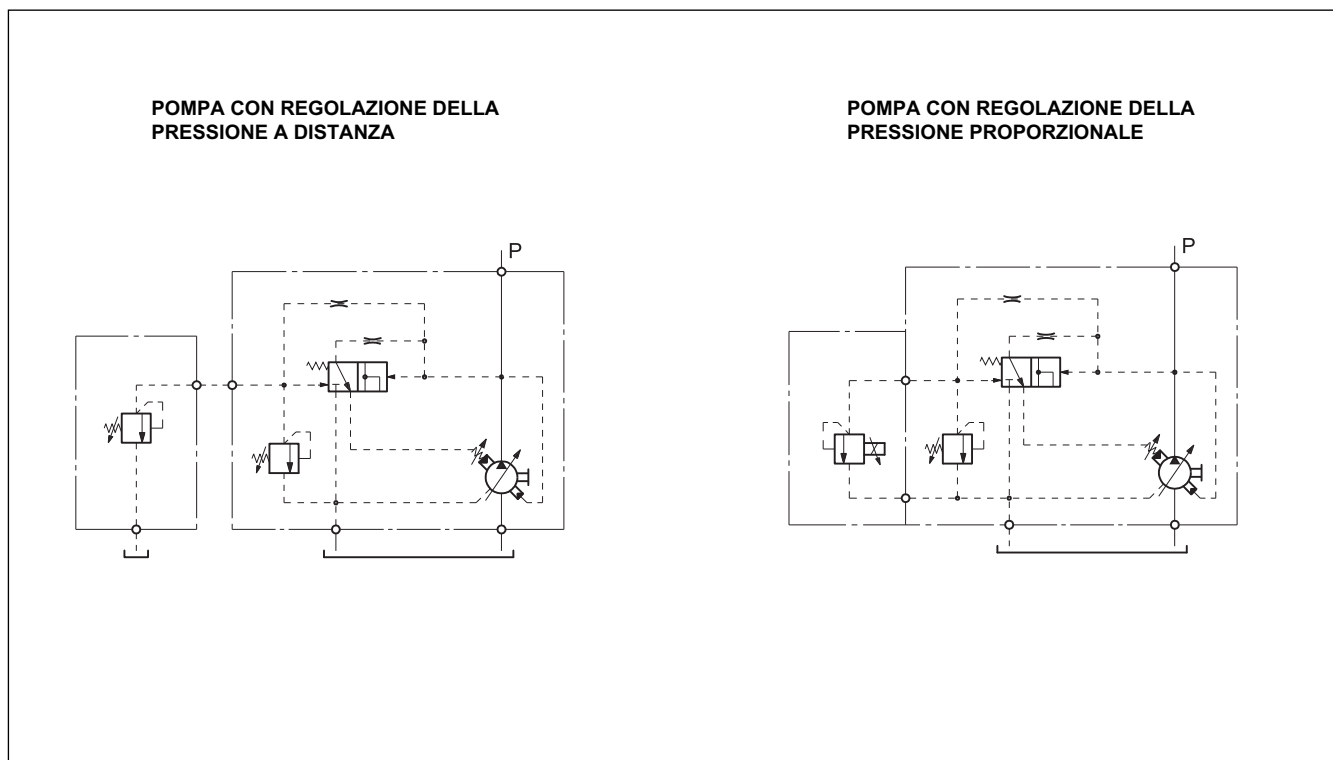 POMPA CON REGOLAZIONE DELLA
PRESSIONE A DISTANZA
P
POMPA CON REGOLAZIONE DELLA
PRESSIONE PROPORZIONALE
P